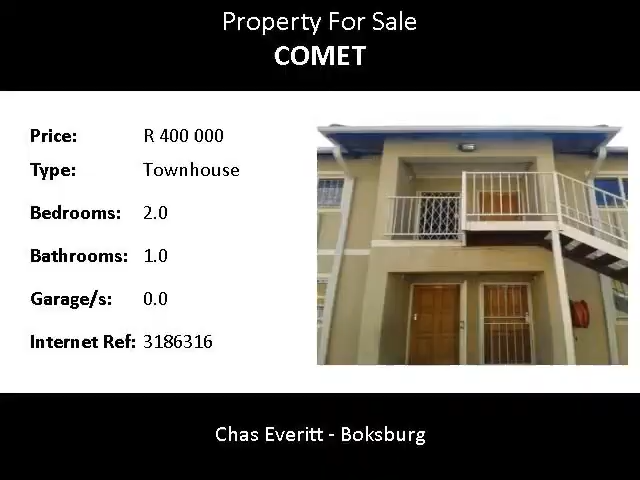 Property For Sale
COMET
Price: R 400 000
Type: Townhouse
Bedrooms: 2.0
Bathrooms: 1.0
Garage/s: 0.0
Internet Ref: 3186316
Chas Everitt - Boksburg